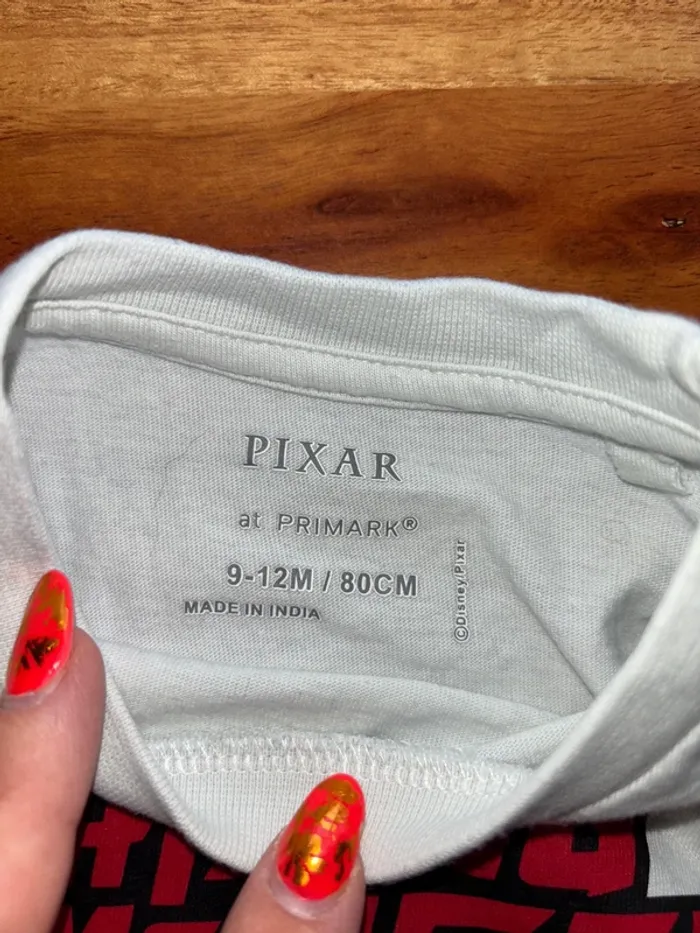 PIXAR
at PRIMARK®
9-12M / 80CM
MADE IN INDIA
©Disney/Pixar